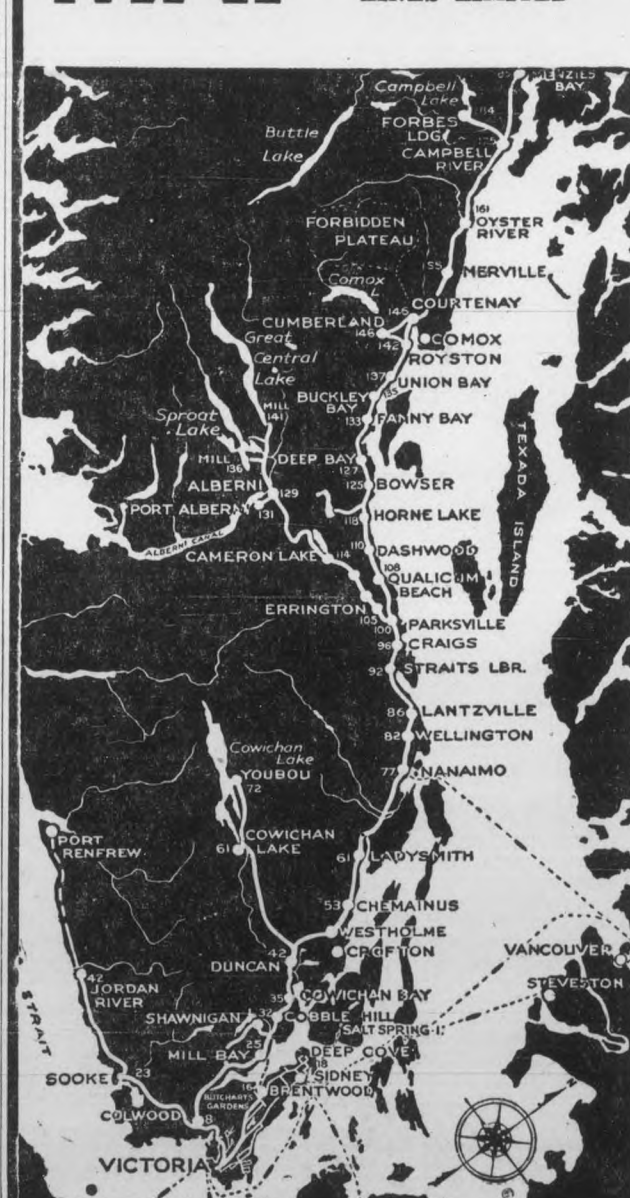 MENZIES
BAY
Campbell
Lake
FORBES
LDG
CAMPBELL
RIVER
Buttle
Lake
161
OYSTER
RIVER
FORBIDDEN
PLATEAU
MERVILLE
Comox
L.
146
COURTENAY
CUMBERLAND
146
142
COMOX
ROYSTON
Great
Central
Lake
137
UNION BAY
135
BUCKLEY
BAY
133
FANNY BAY
MILL
141
Sproat
Lake
MILL
136
DEEP BAY
127
TEXADA ISLAND
ALBERNI
129
125
BOWSER
PORT ALBERNI
131
118
HORNE LAKE
ALBERNI CANAL
110
DASHWOOD
CAMERON LAKE
114
108
QUALICUM
BEACH
ERRINGTON
105
100
PARKSVILLE
96
CRAIGS
92
STRAITS LBR.
86
LANTZVILLE
82
WELLINGTON
Cowichan
Lake
YOUBOU
72
77
NANAIMO
PORT
RENFREW
61
COWICHAN
LAKE
61
LADYSMITH
53
CHEMAINUS
WESTHOLME
CROFTON
42
DUNCAN
VANCOUVER
STEVESTON
42
JORDAN
RIVER
35
COWICHAN BAY
SHAWNIGAN
32
COBBLE HILL
SALT SPRING I.
STRAIT
25
MILL BAY
DEEP COVE
18
SIDNEY
SOOKE
23
16
BRENTWOOD
BUTCHART'S
GARDENS
COLWOOD
8
VICTORIA